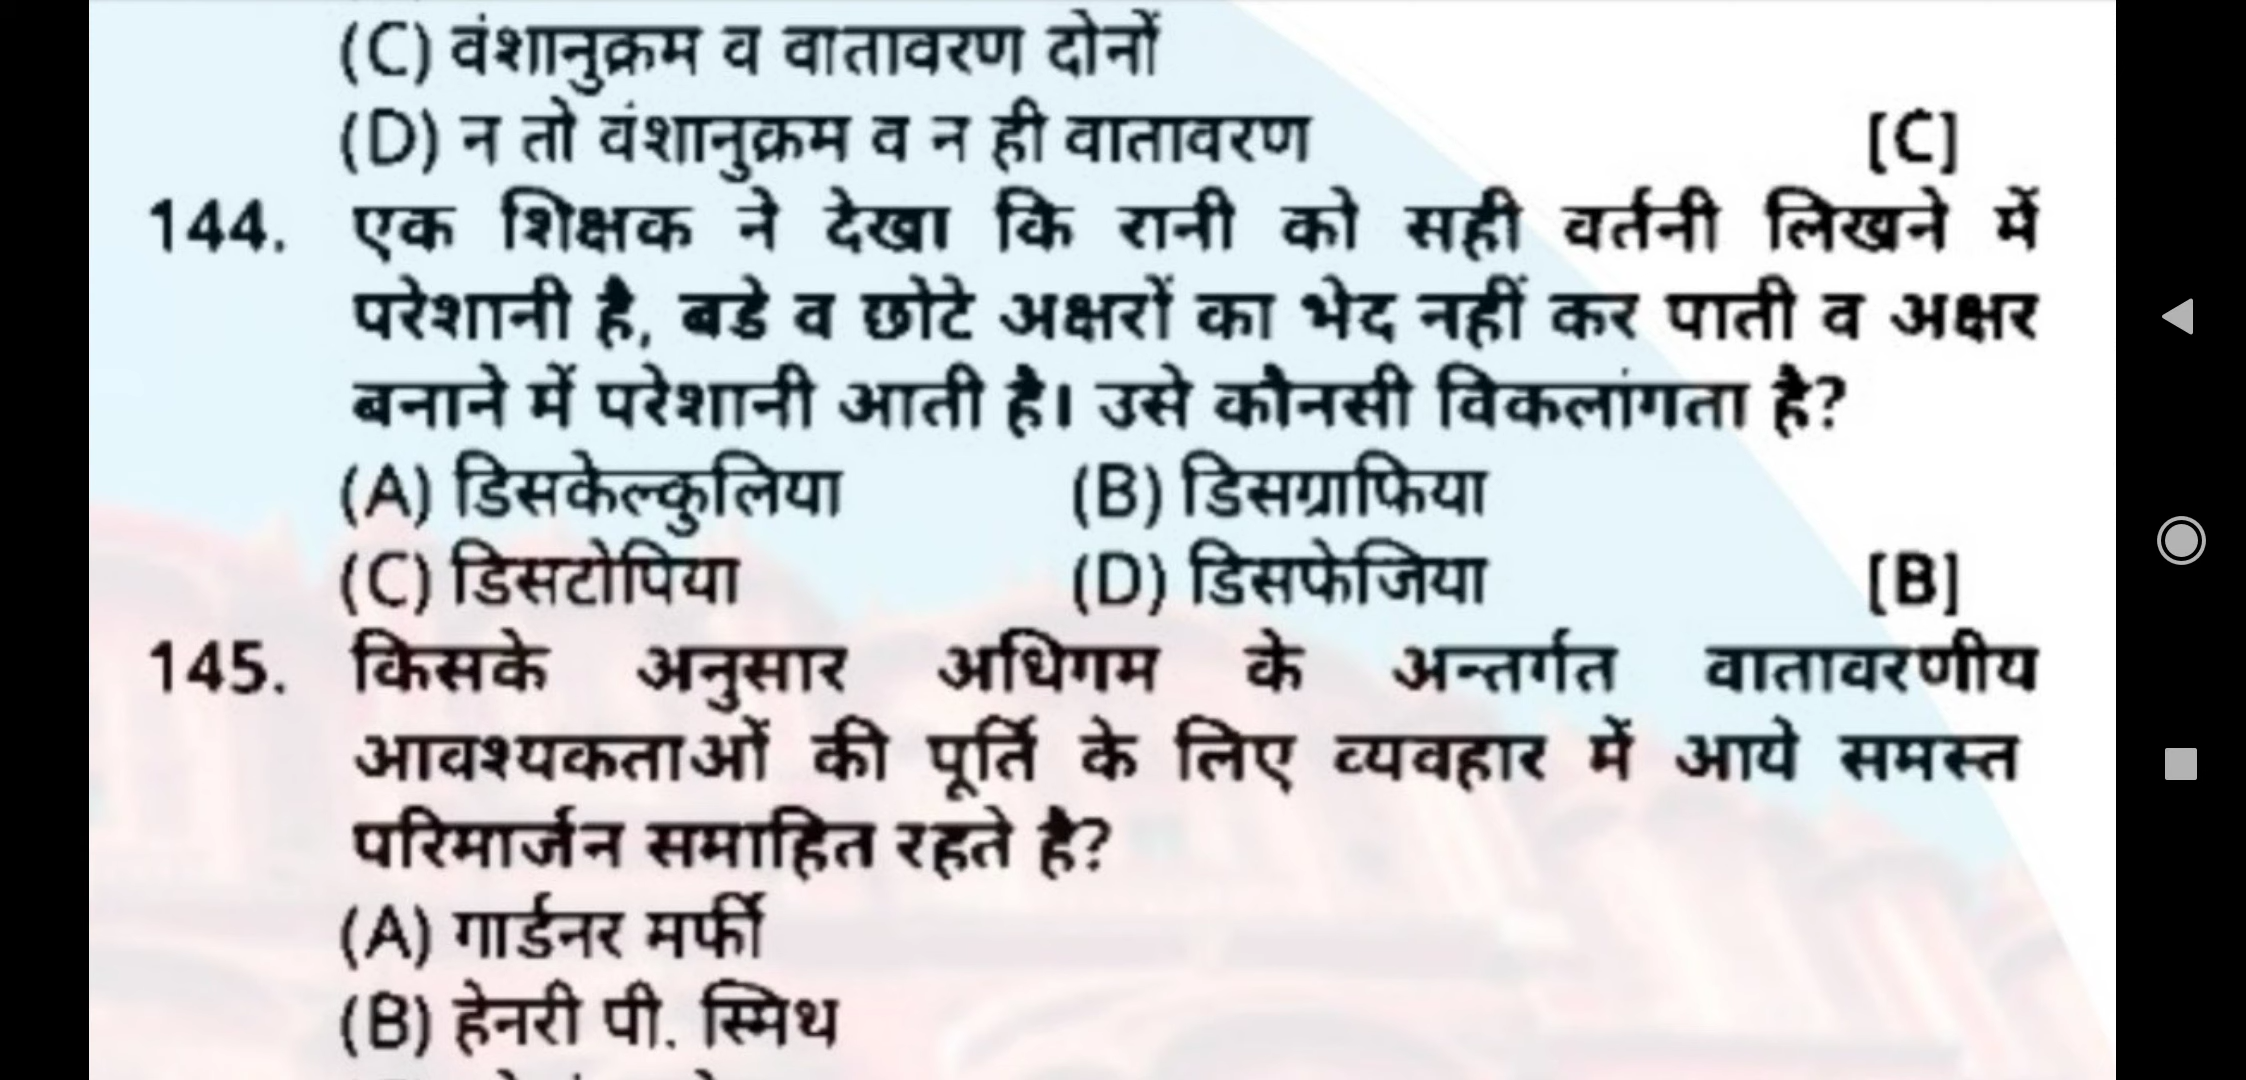 (C) वंशानुक्रम व वातावरण दोनों
(D) न तो वंशानुक्रम व न ही वातावरण [C]
144. एक शिक्षक ने देखा कि रानी को सही वर्तनी लिखने में
परेशानी है, बडे व छोटे अक्षरों का भेद नहीं कर पाती व अक्षर
बनाने में परेशानी आती है। उसे कौनसी विकलांगता है?
(A) डिसकेल्कुलिया (B) डिसग्राफिया
(C) डिसटोपिया (D) डिसफेजिया [B]
145. किसके अनुसार अधिगम के अन्तर्गत वातावरणीय
आवश्यकताओं की पूर्ति के लिए व्यवहार में आये समस्त
परिमार्जन समाहित रहते है?
(A) गार्डनर मर्फी
(B) हेनरी पी. स्मिथ